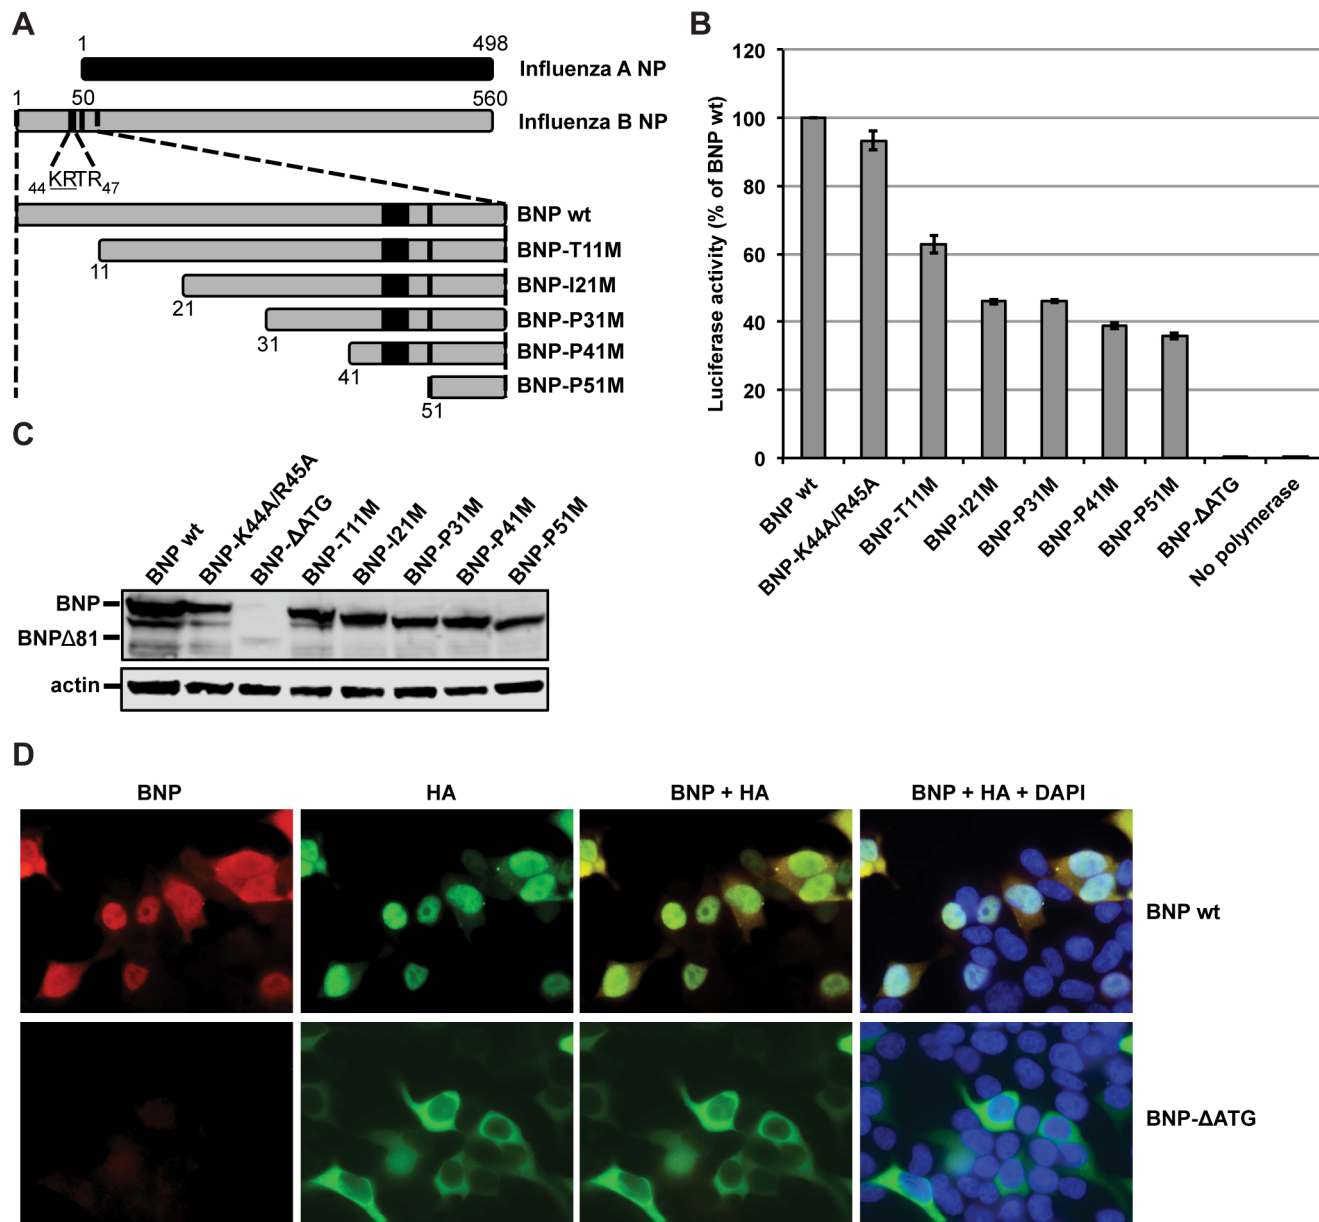 A
1 498
Influenza A NP
1 50 560
Influenza B NP
44 KRTR 47
BNP wt
BNP-T11M
11
BNP-I21M
21
BNP-P31M
31
BNP-P41M
41
BNP-P51M
51
B
Luciferase activity (% of BNP wt)
120
100
80
60
40
20
0
BNP wt
BNP-K44A/R45A
BNP-T11M
BNP-I21M
BNP-P31M
BNP-P41M
BNP-P51M
BNP-ΔATG
No polymerase
C
BNP wt
BNP-K44A/R45A
BNP-ΔATG
BNP-T11M
BNP-I21M
BNP-P31M
BNP-P41M
BNP-P51M
BNP
BNPΔ81
actin
D
BNP HA BNP + HA BNP + HA + DAPI
BNP wt
BNP-ΔATG